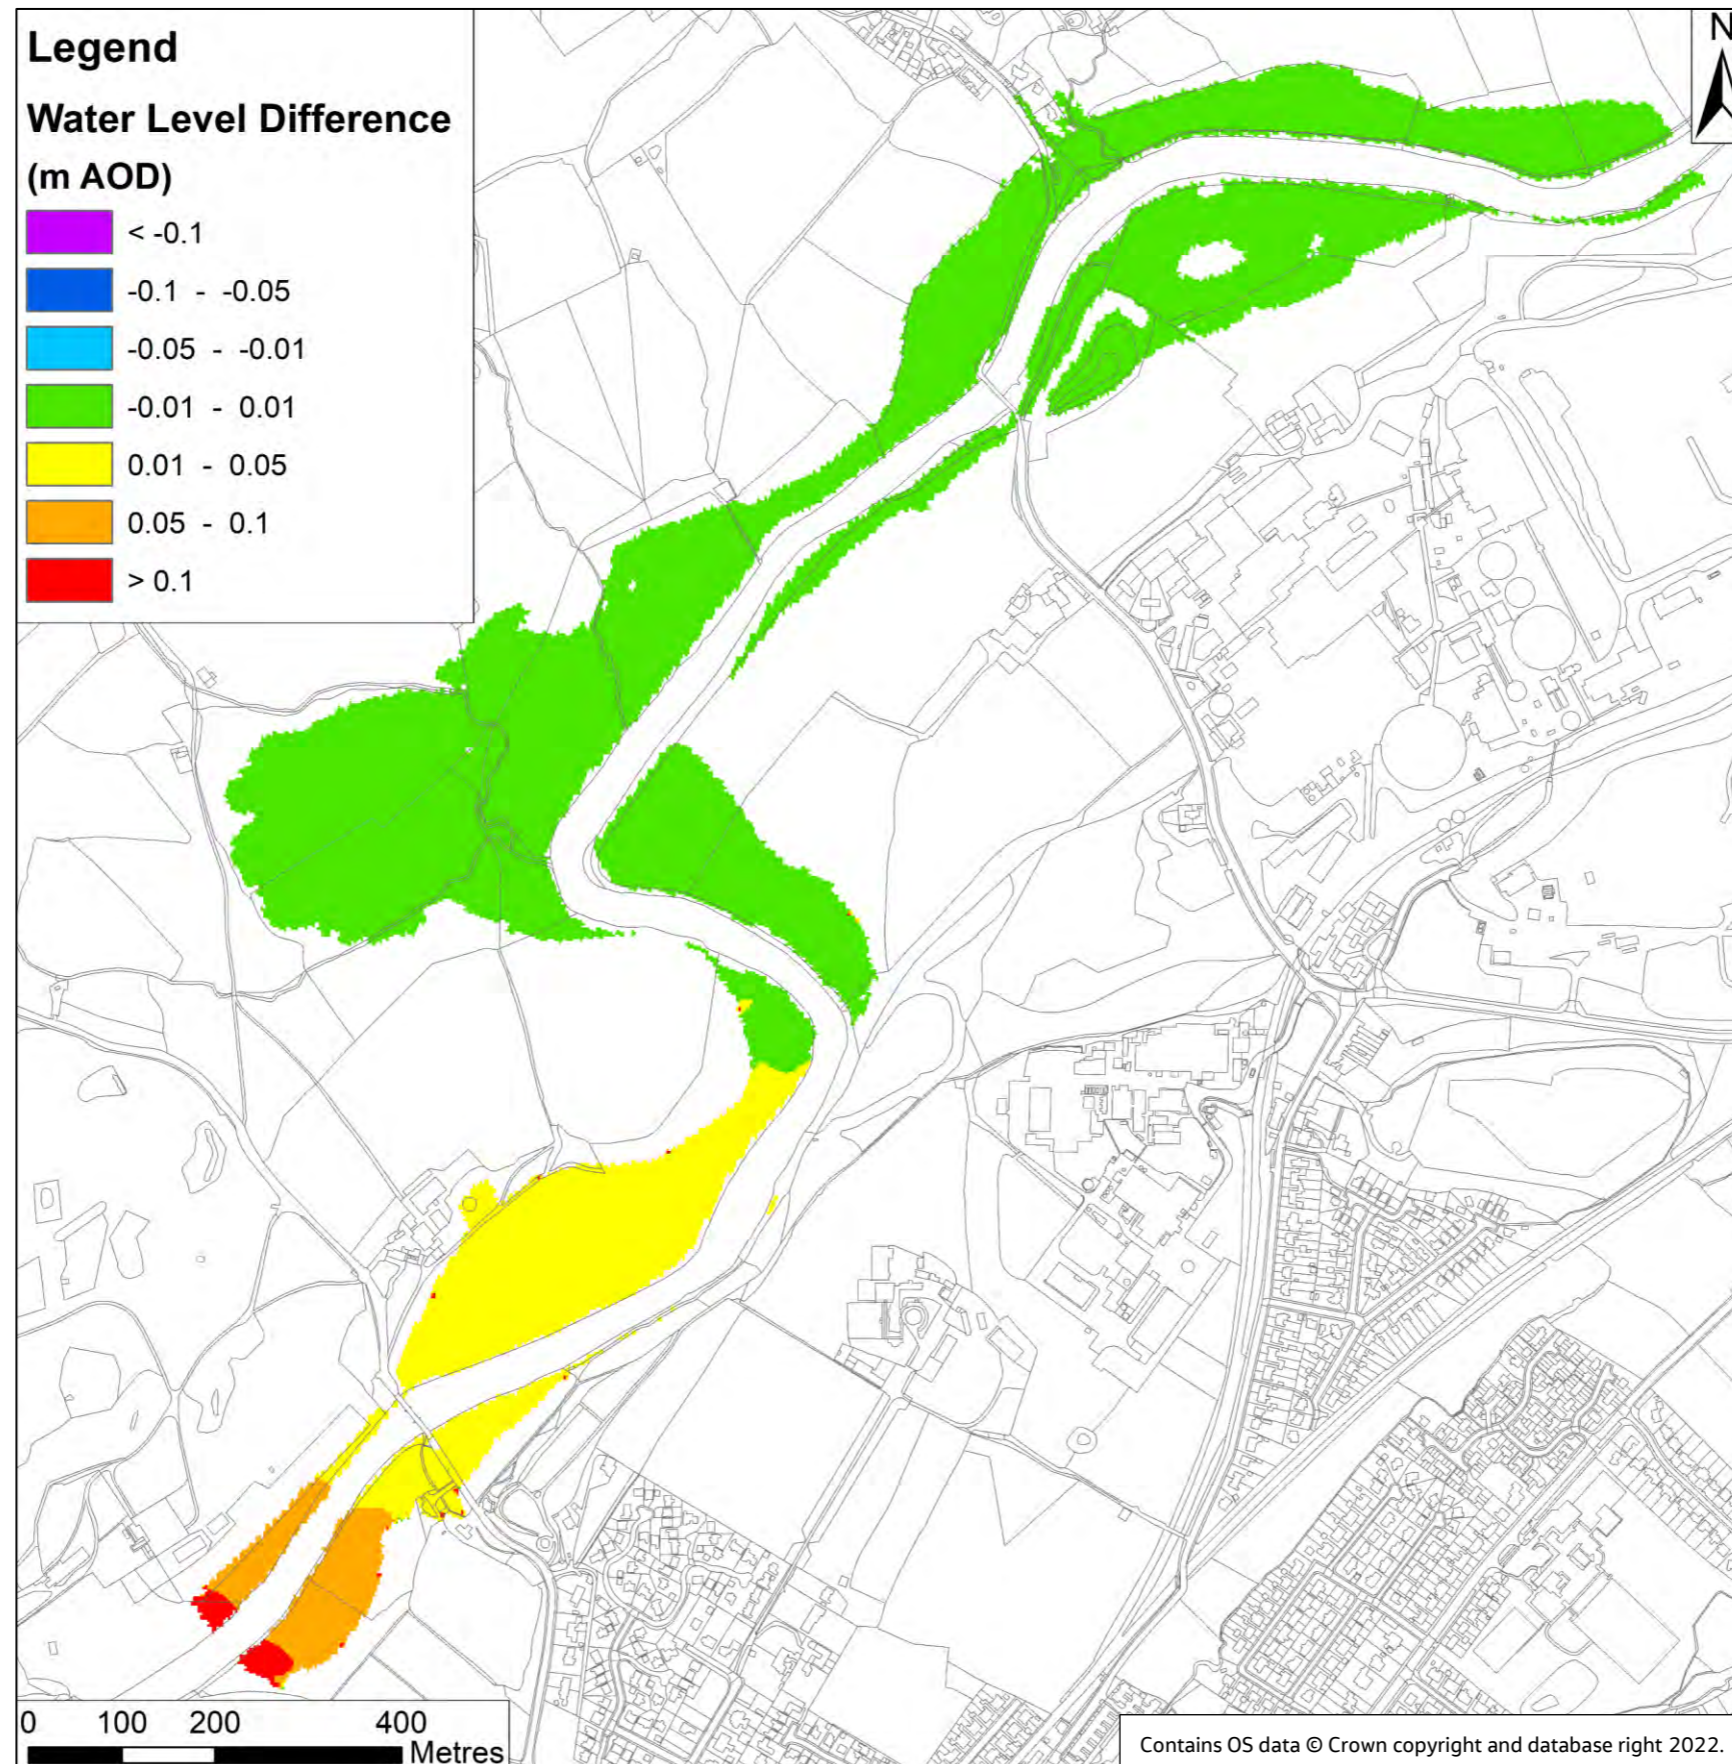 Legend
Water Level Difference
(m AOD)
< -0.1
-0.1 - -0.05
-0.05 - -0.01
-0.01 - 0.01
0.01 - 0.05
0.05 - 0.1
> 0.1
N
0 100 200 400
Metres
Contains OS data © Crown copyright and database right 2022.